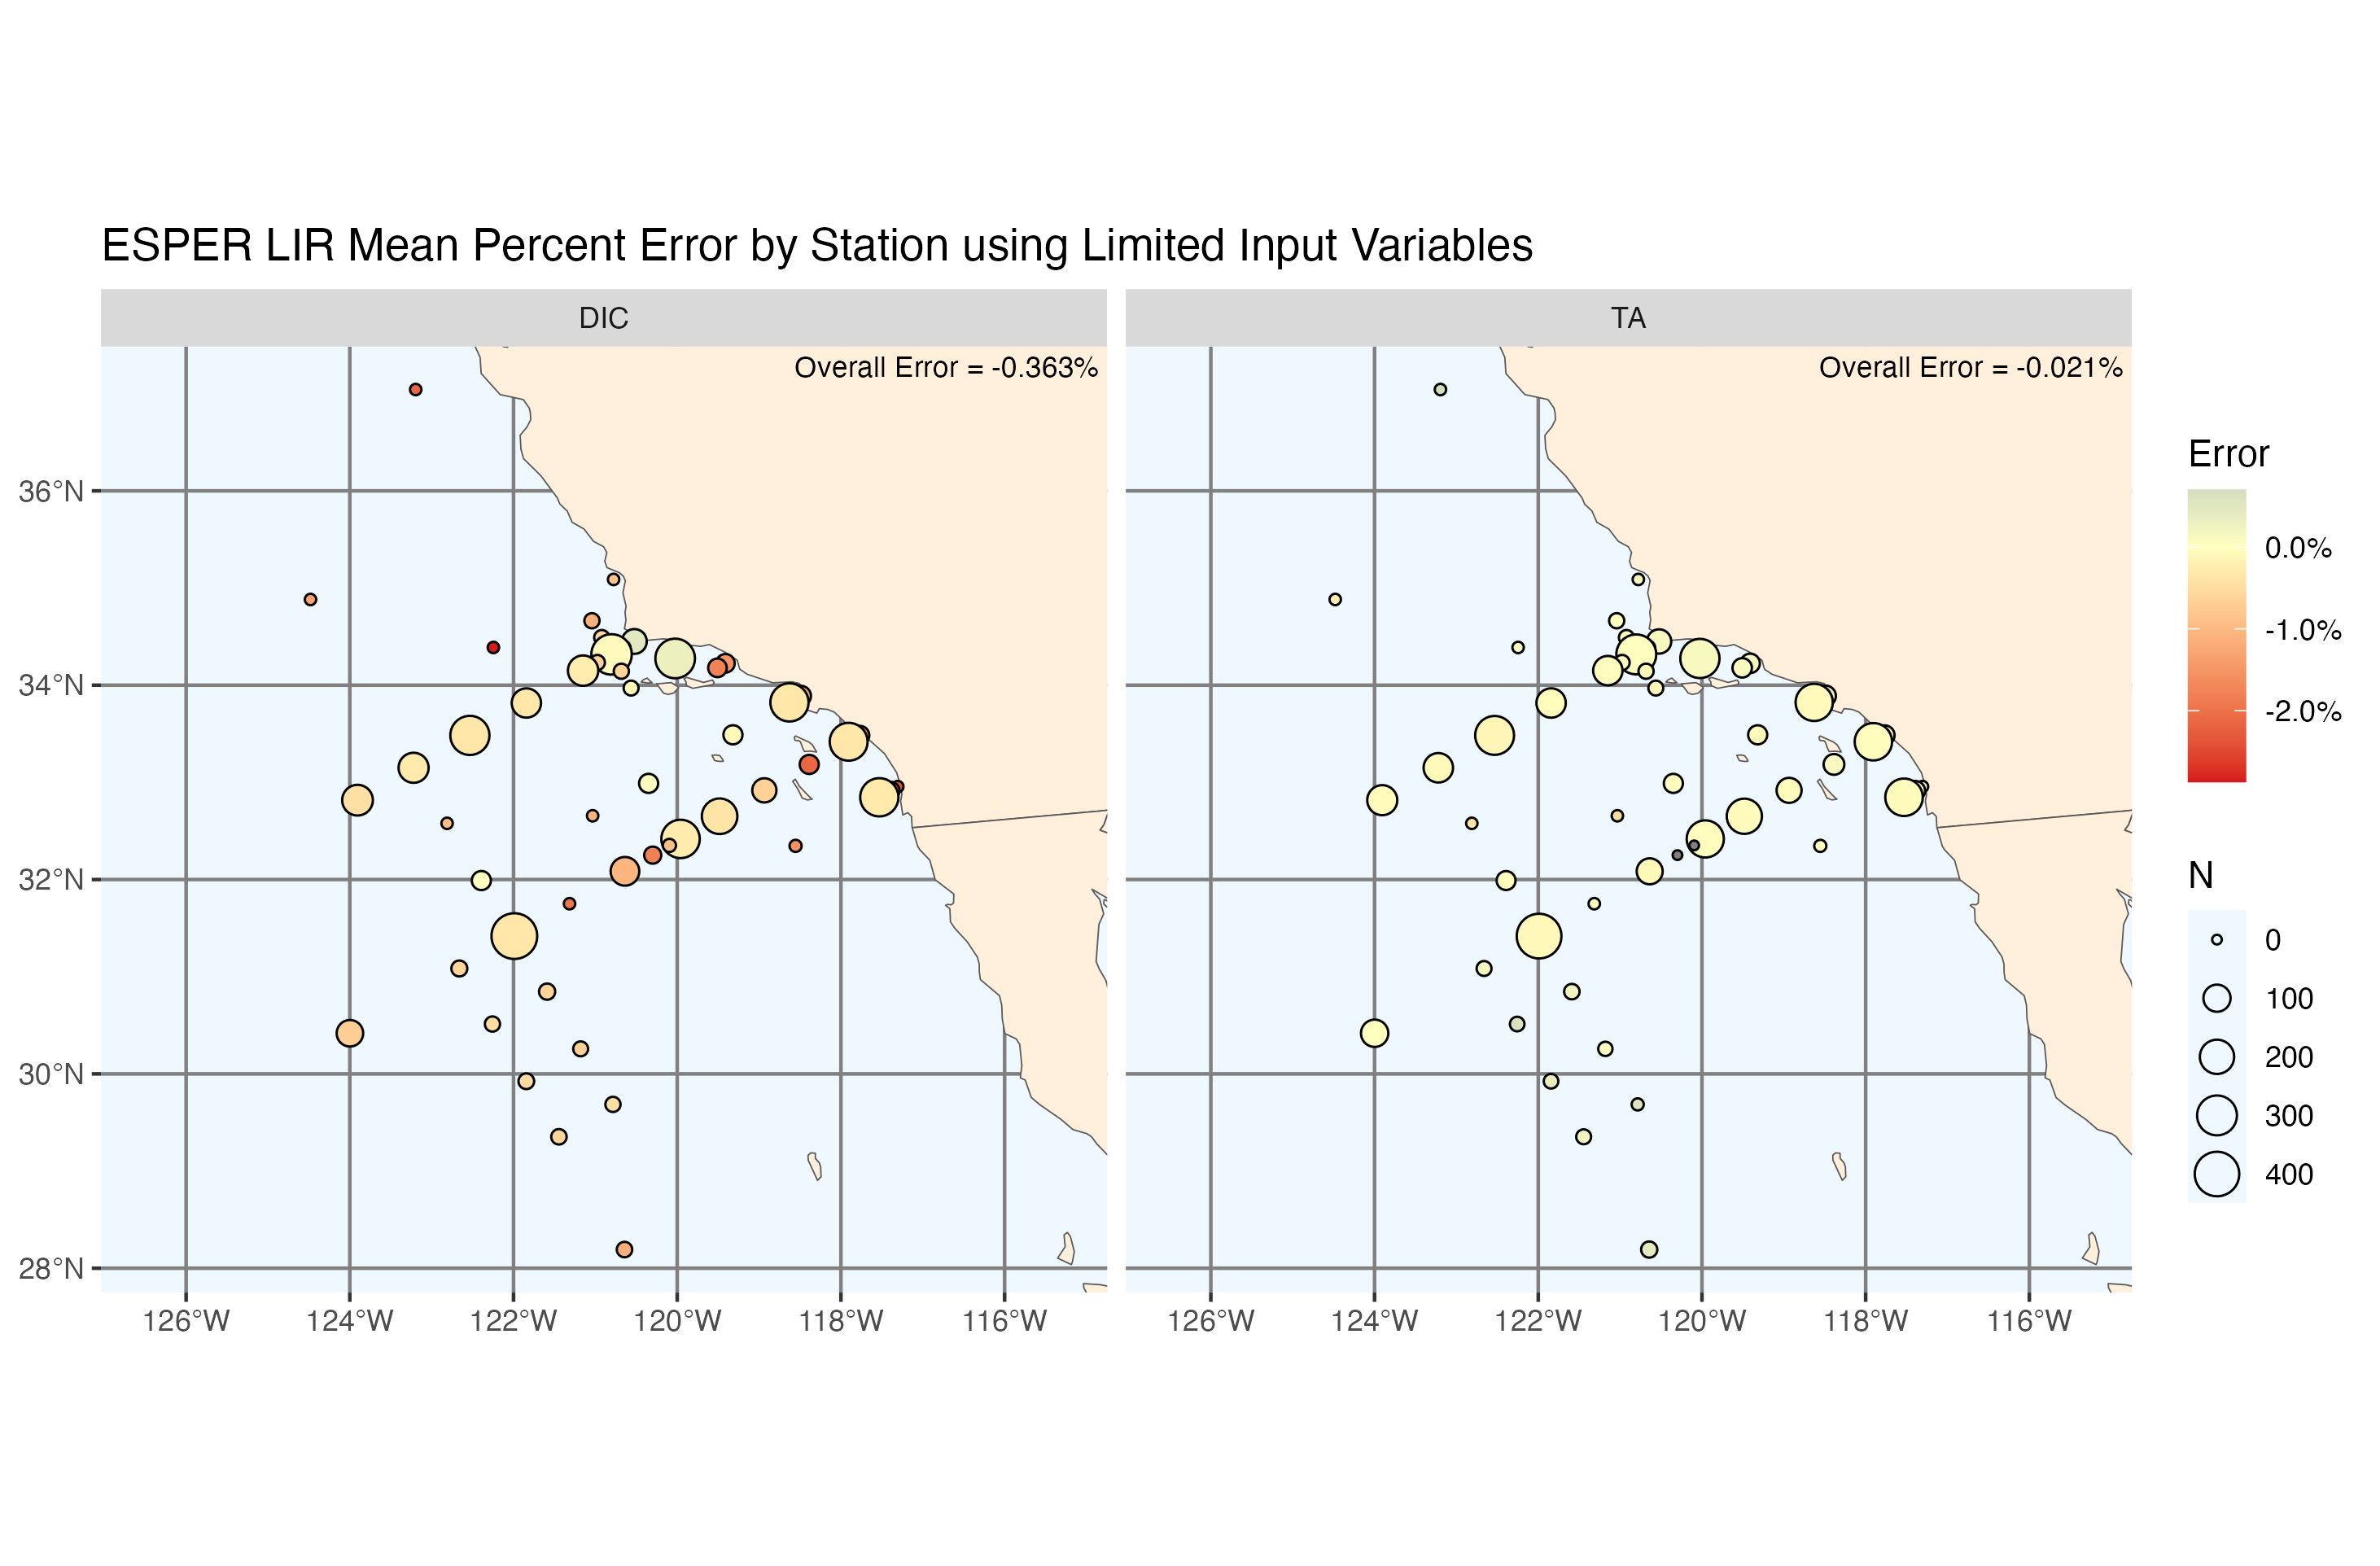 ESPER LIR Mean Percent Error by Station using Limited Input Variables
DIC
TA
Overall Error = -0.363%
Overall Error = -0.021%
36°N
34°N
32°N
30°N
28°N
126°W 124°W 122°W 120°W 118°W 116°W
126°W 124°W 122°W 120°W 118°W 116°W
Error
0.0%
-1.0%
-2.0%
N
0
100
200
300
400